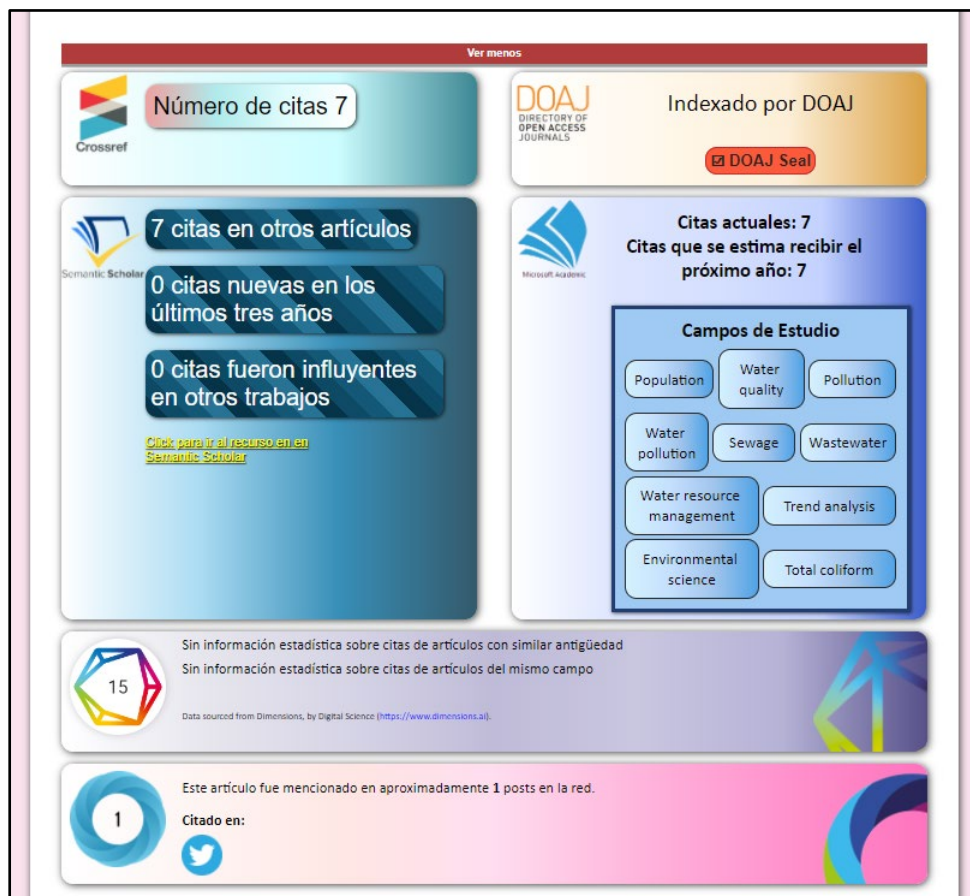 Ver menos
Crossref
Número de citas 7
DOAJ
DIRECTORY OF
OPEN ACCESS
JOURNALS
Indexado por DOAJ
☑ DOAJ Seal
Semantic Scholar
7 citas en otros artículos
0 citas nuevas en los
últimos tres años
0 citas fueron influyentes
en otros trabajos
Click para ir al recurso en en
Semantic Scholar
Microsoft Academic
Citas actuales: 7
Citas que se estima recibir el
próximo año: 7
Campos de Estudio
Population
Water
quality
Pollution
Water
pollution
Sewage
Wastewater
Water resource
management
Trend analysis
Environmental
science
Total coliform
15
Sin información estadística sobre citas de artículos con similar antigüedad
Sin información estadística sobre citas de artículos del mismo campo
Data sourced from Dimensions, by Digital Science (https://www.dimensions.ai).
1
Este artículo fue mencionado en aproximadamente 1 posts en la red.
Citado en: